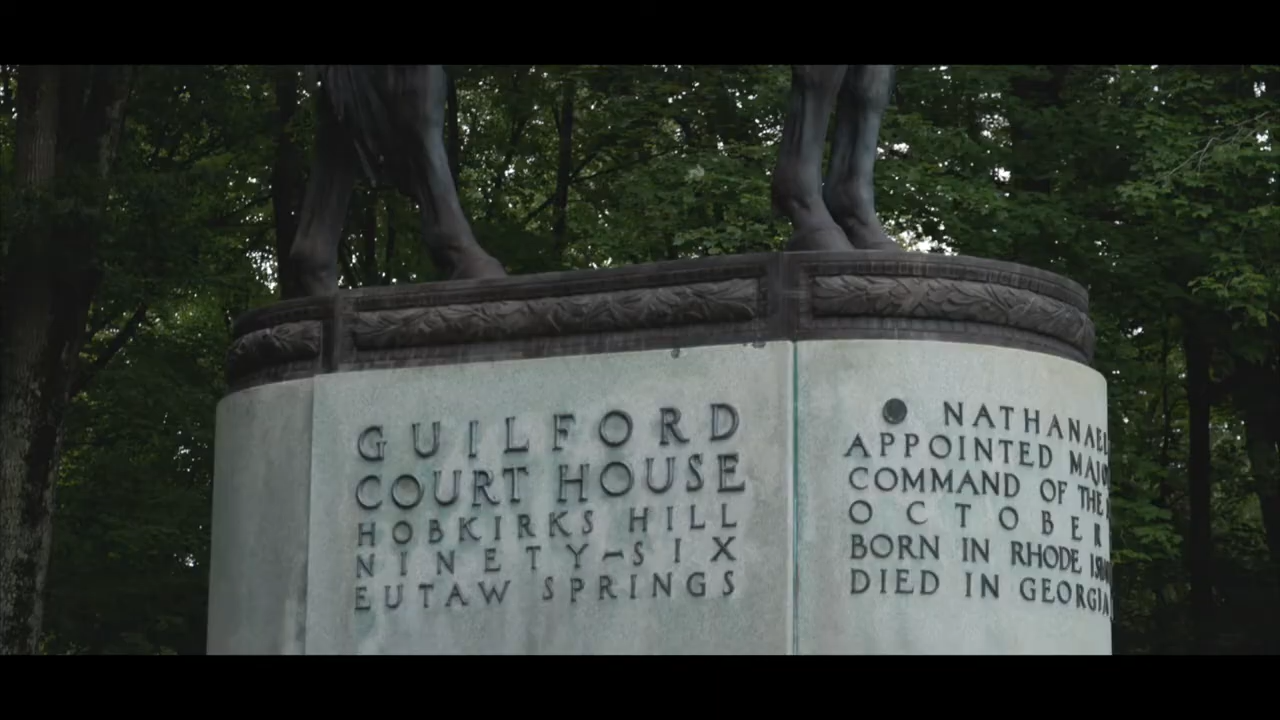 GUILFORD
COURT HOUSE
HOBKIRKS HILL
NINETY-SIX
EUTAW SPRINGS
NATHANAEL
APPOINTED
COMMAND OF THE
OCTOBER
BORN IN RHODE
DIED IN GEORGIA